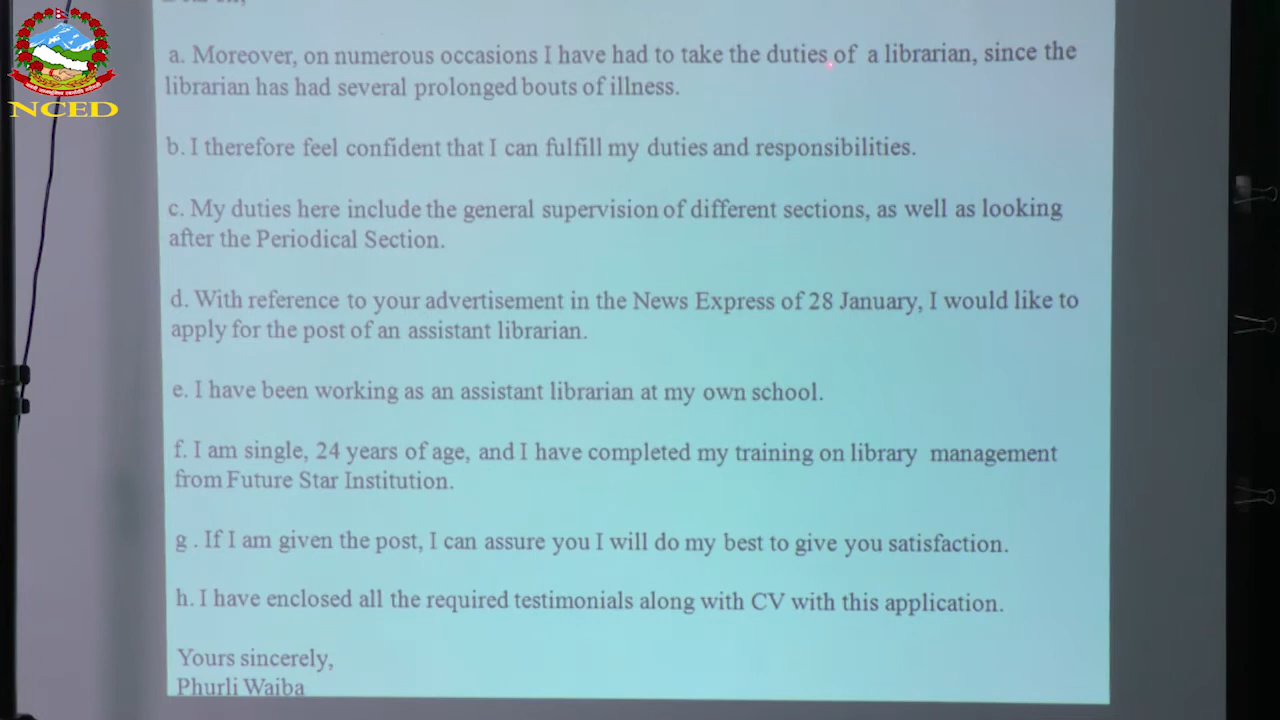 NCED
a. Moreover, on numerous occasions I have had to take the duties of a librarian, since the
librarian has had several prolonged bouts of illness.
b. I therefore feel confident that I can fulfill my duties and responsibilities.
c. My duties here include the general supervision of different sections, as well as looking
after the Periodical Section.
d. With reference to your advertisement in the News Express of 28 January, I would like to
apply for the post of an assistant librarian.
e. I have been working as an assistant librarian at my own school.
f. I am single, 24 years of age, and I have completed my training on library management
from Future Star Institution.
g . If I am given the post, I can assure you I will do my best to give you satisfaction.
h. I have enclosed all the required testimonials along with CV with this application.
Yours sincerely,
Phurli Waiba